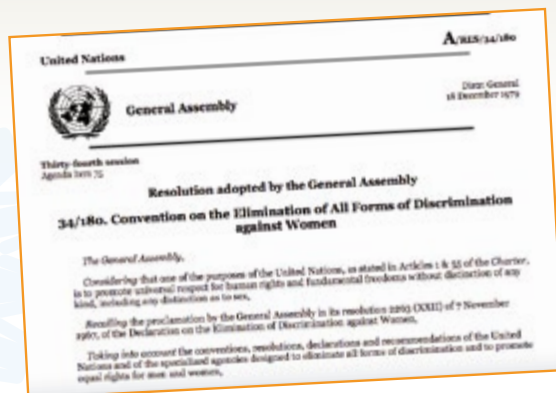 United Nations
A/RES/34/180
General Assembly
Distr: General
18 December 1979
Thirty-fourth session
Agenda item 75
Resolution adopted by the General Assembly
34/180. Convention on the Elimination of All Forms of Discrimination
against Women
The General Assembly,
Considering that one of the purposes of the United Nations, as stated in Articles 1 & 55 of the Charter,
is to promote universal respect for human rights and fundamental freedoms without distinction of any
kind, including any distinction as to sex,
Recalling the proclamation by the General Assembly in its resolution 2263 (XXII) of 7 November
1967, of the Declaration on the Elimination of Discrimination against Women,
Taking into account the conventions, resolutions, declarations and recommendations of the United
Nations and of the specialized agencies designed to eliminate all forms of discrimination and to promote
equal rights for men and women,